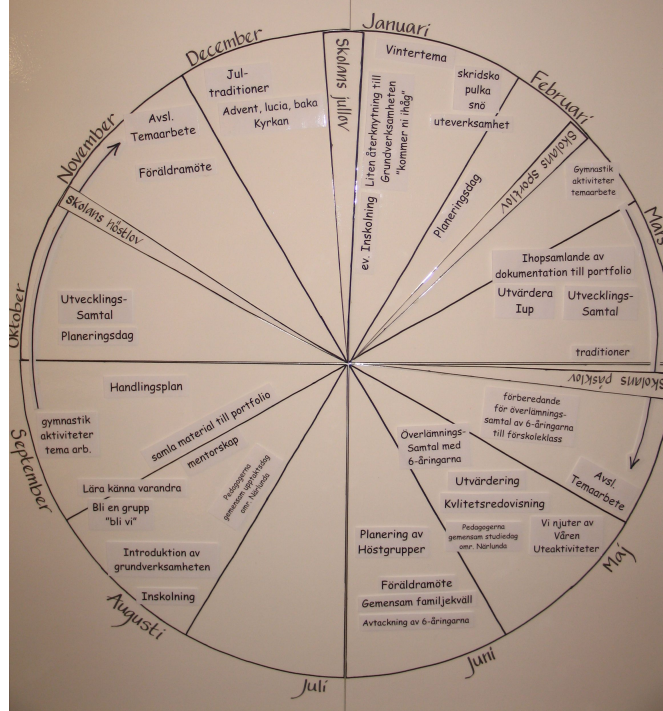 Januari
Vintertema
skridsko
pulka
snö
uteverksamhet
Liten återknytning till
Grundverksamheten
"kommer ni ihåg"
ev. Inskolning
Februari
Planeringsdag
Skolans sportlov
Gymnastik
aktiviteter
temaarbete
Mars
Ihopsamlande av
dokumentation till portfolio
Utvärdera
Iup
Utvecklings-
Samtal
traditioner
Skolans påsklov
förberedande
för överlämnings-
samtal av 6-åringarna
till förskoleklass
Avsl.
Temaarbete
Maj
Överlämnings-
Samtal med
6-åringarna
Utvärdering
Kvlitetsredovisning
Pedagogerna
gemensam studiedag
omr. Närlunda
Vi njuter av
Våren
Uteaktiviteter
Juni
Planering av
Höstgrupper
Föräldramöte
Gemensam familjekväll
Avtackning av 6-åringarna
Juli
Augusti
Pedagogerna
gemensam upptaktsdag
omr. Närlunda
Lära känna varandra
Bli en grupp
"bli vi"
Introduktion av
grundverksamheten
Inskolning
September
Handlingsplan
samla material till portfolio
mentorskap
gymnastik
aktiviteter
tema arb.
Oktober
Utvecklings-
Samtal
Planeringsdag
Skolans höstlov
November
Avsl.
Temaarbete
Föräldramöte
December
Jul-
traditioner
Advent, lucia, baka
Kyrkan
Skolans jullov